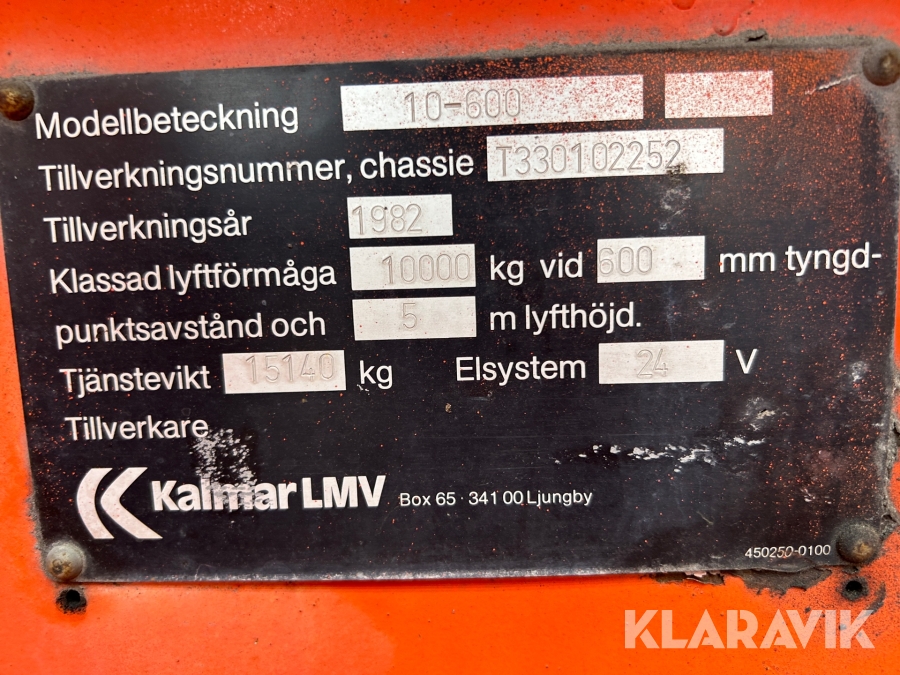 Modellbeteckning 10-600
Tillverkningsnummer, chassie T330102252
Tillverkningsår 1982
Klassad lyftförmåga 10000 kg vid 600 mm tyngd-
punktsavstånd och 5 m lyfthöjd.
Tjänstevikt 15140 kg Elsystem 24 V
Tillverkare
Kalmar LMV Box 65 · 341 00 Ljungby
450250-0100
KLARAVIK